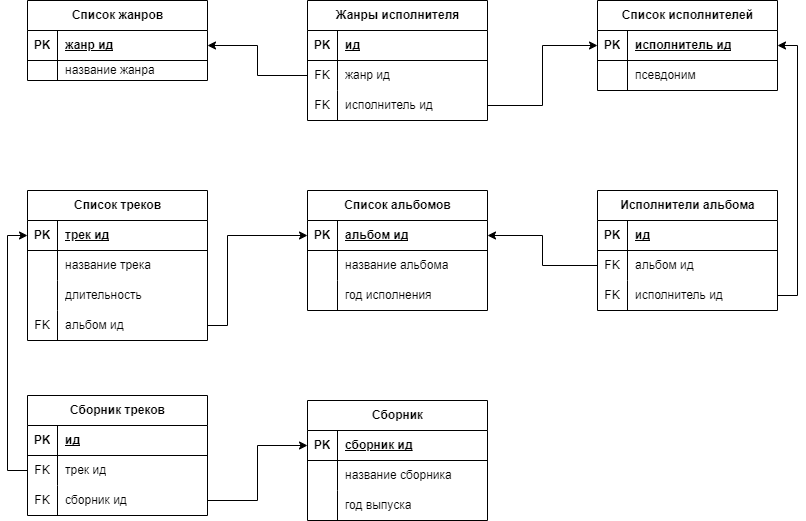 Список жанров
PK жанр ид
название жанра
Жанры исполнителя
PK ид
FK жанр ид
FK исполнитель ид
Список исполнителей
PK исполнитель ид
псевдоним
Список треков
PK трек ид
название трека
длительность
FK альбом ид
Список альбомов
PK альбом ид
название альбома
год исполнения
Исполнители альбома
PK ид
FK альбом ид
FK исполнитель ид
Сборник треков
PK ид
FK трек ид
FK сборник ид
Сборник
PK сборник ид
название сборника
год выпуска